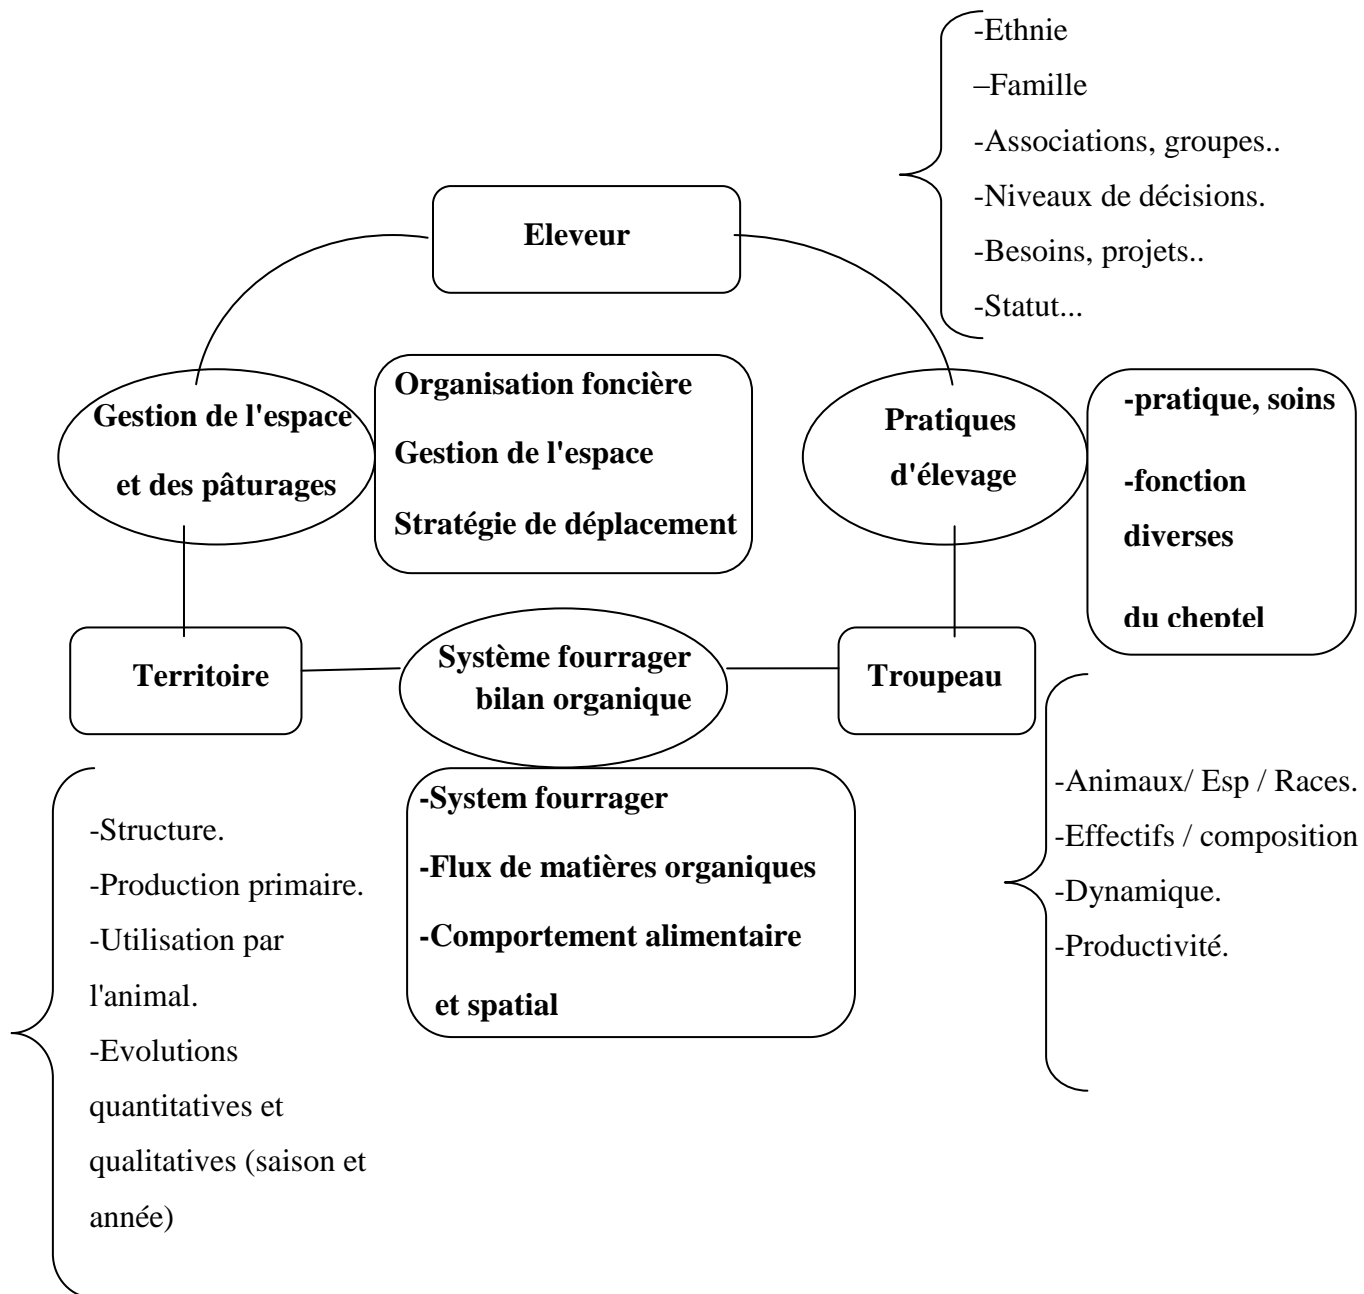 -Ethnie
–Famille
-Associations, groupes..
-Niveaux de décisions.
-Besoins, projets..
-Statut...
Eleveur
Gestion de l'espace
et des pâturages
Organisation foncière
Gestion de l'espace
Stratégie de déplacement
Pratiques
d'élevage
-pratique, soins
-fonction
diverses
du cheptel
Territoire
Système fourrager
bilan organique
Troupeau
-Structure.
-Production primaire.
-Utilisation par
l'animal.
-Evolutions
quantitatives et
qualitatives (saison et
année)
-System fourrager
-Flux de matières organiques
-Comportement alimentaire
et spatial
-Animaux/ Esp / Races.
-Effectifs / composition
-Dynamique.
-Productivité.